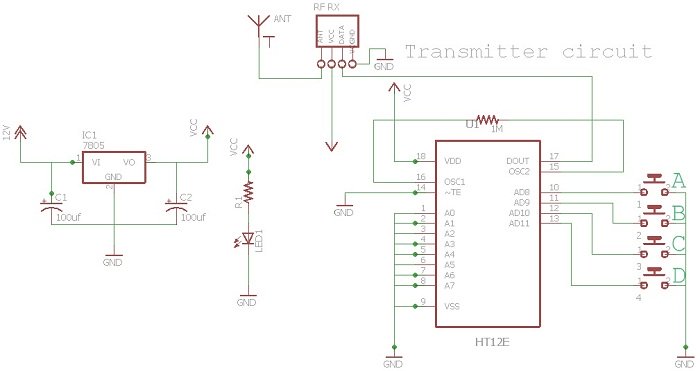 RF RX
ANT
T
ANT
VCC
DATA
GND
GND
Transmitter circuit
VCC
12V
IC1
7805
VI
VO
GND
1
2
3
VCC
C1
100uf
C2
100uf
GND
VCC
R1
LED1
GND
U1
1M
18 VDD
DOUT 17
OSC2 15
16 OSC1
14 ~TE
GND
AD8 10
AD9 11
AD10 12
AD11 13
1 A0
2 A1
3 A2
4 A3
5 A4
6 A5
7 A6
8 A7
9 VSS
HT12E
GND
A
1
B
1
2
C
3
D
4
GND